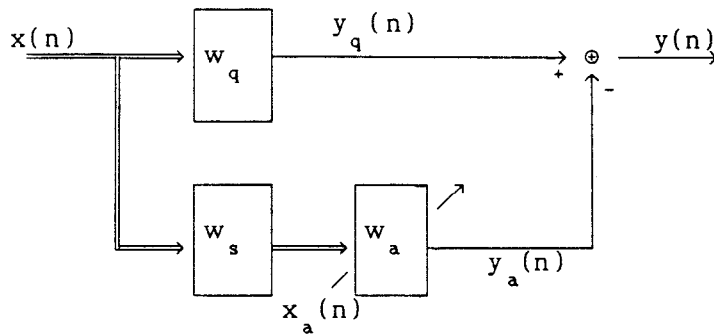 x(n)
W_q
y_q(n)
+
⊕
-
y(n)
W_s
x_a(n)
W_a
y_a(n)